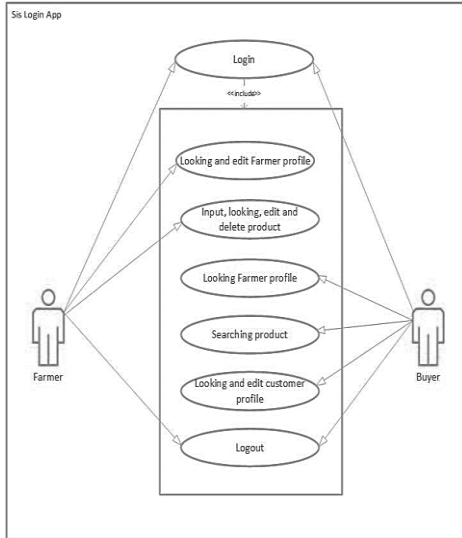 Sis Login App
Login
<<include>>
Looking and edit Farmer profile
Input, looking, edit and
delete product
Looking Farmer profile
Searching product
Looking and edit customer
profile
Logout
Farmer
Buyer